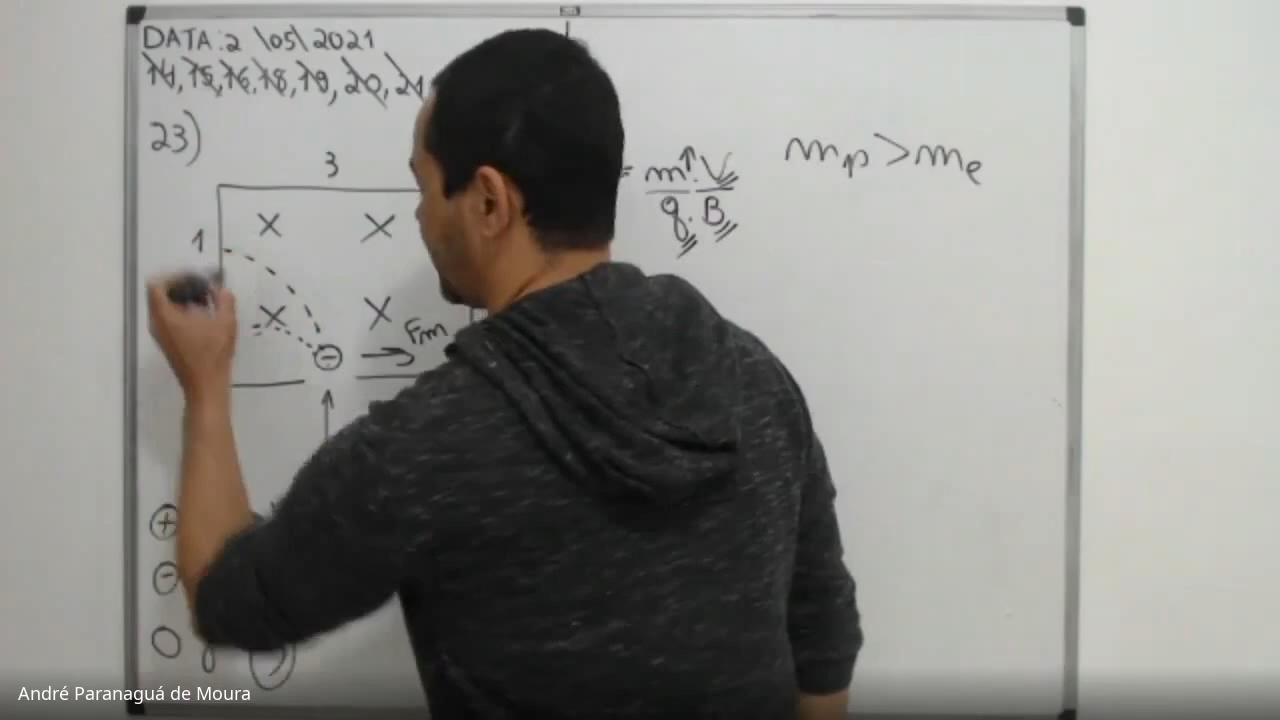 DATA: 2 \05\ 2021
14, 15, 16, 18, 19, 20, 21
23)
3
= m↑.V
q.B
mp > me
X X
1
X X
Fm
⊖ →
⊕
⊖
André Paranaguá de Moura